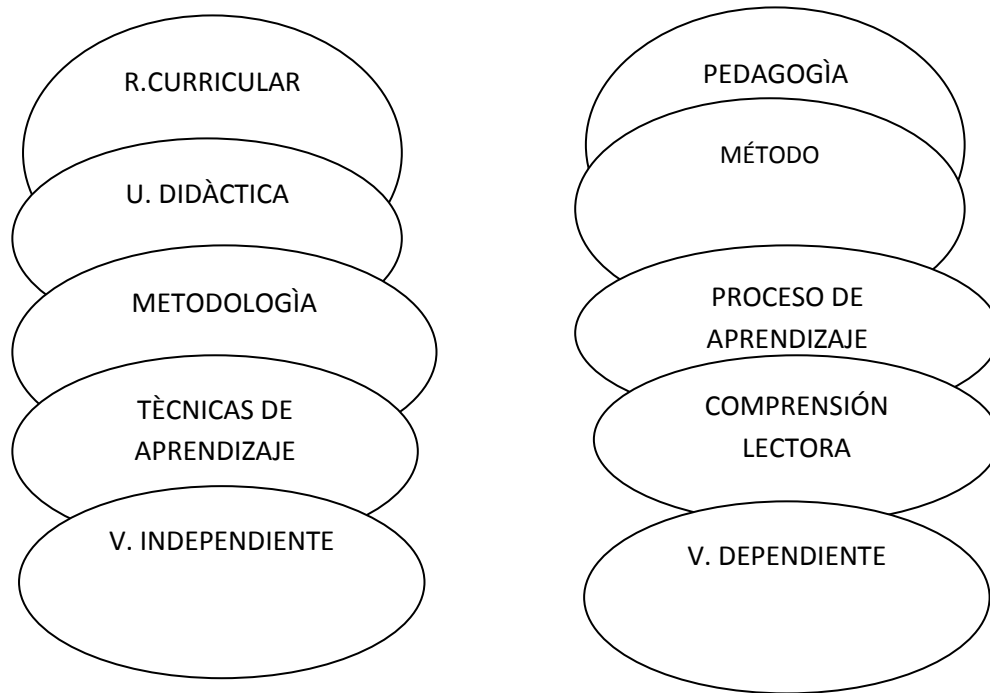 R.CURRICULAR
U. DIDÀCTICA
METODOLOGÌA
TÈCNICAS DE
APRENDIZAJE
V. INDEPENDIENTE
PEDAGOGÌA
MÉTODO
PROCESO DE
APRENDIZAJE
COMPRENSIÓN
LECTORA
V. DEPENDIENTE